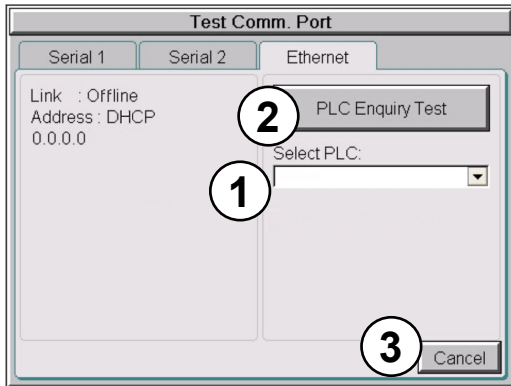 Test Comm. Port
Serial 1
Serial 2
Ethernet
Link : Offline
Address : DHCP
0.0.0.0
2
PLC Enquiry Test
Select PLC:
1
3
Cancel